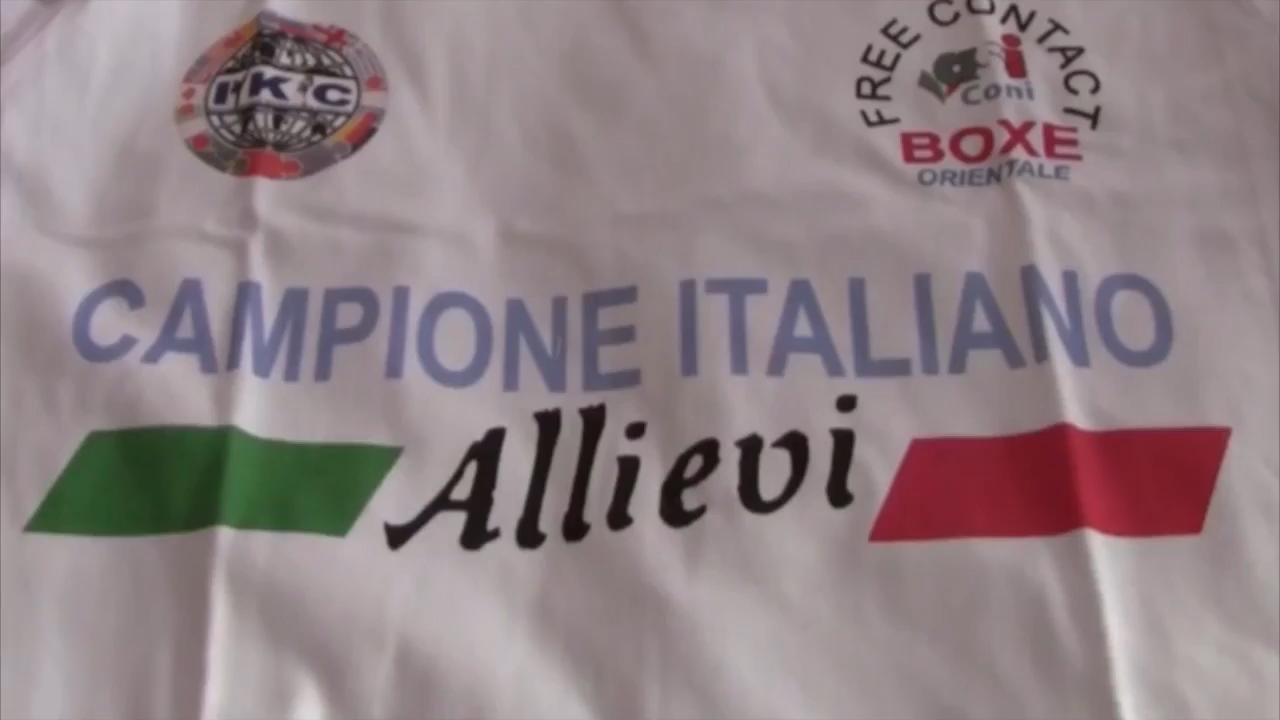 IKC
FREE CONTACT
Coni
BOXE
ORIENTALE
CAMPIONE ITALIANO
Allievi